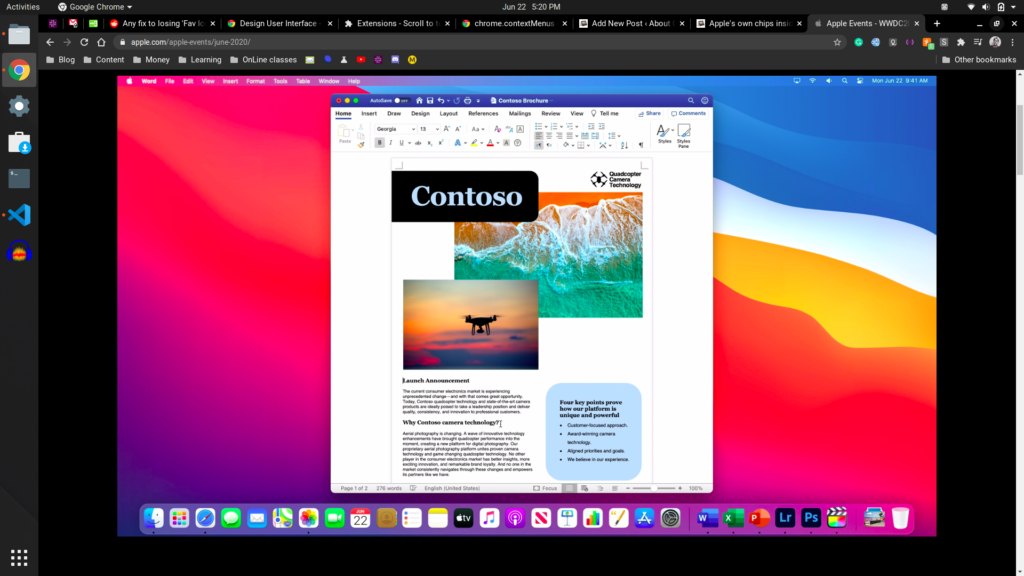 Activities
Google Chrome
Jun 22 5:20 PM
Any fix to losing 'Fav Ic
Design User Interface -
Extensions - Scroll to t
chrome.contextMenus
Add New Post ‹ About
Apple's own chips insid
Apple Events - WWDC2
apple.com/apple-events/june-2020/
Blog
Content
Money
Learning
OnLine classes
Other bookmarks
Word File Edit View Insert Format Tools Table Window Help
Mon Jun 22 9:41 AM
AutoSave OFF
Contoso Brochure
Home Insert Draw Design Layout References Mailings Review View Tell me
Share
Comments
Paste
Georgia
13
Styles
Styles Pane
Contoso
Quadcopter
Camera
Technology
Launch Announcement
The current consumer electronics market is experiencing
unprecedented change – and with that comes great opportunity.
Today, Contoso quadcopter technology and state-of-the-art camera
products are ideally poised to take a leadership position and deliver
quality, consistency, and innovation to professional customers.
Why Contoso camera technology?
Aerial photography is changing. A wave of innovative technology
enhancements have brought quadcopter performance into the
moment, creating a new platform for digital photography. Our
proprietary aerial photography platform unites proven camera
technology and game changing quadcopter technology. No other
player in the consumer electronics market has better insights, more
exciting innovation, and remarkable brand loyalty. And no one in the
market consistently navigates through these changes and empowers
its partners like we have.
Four key points prove
how our platform is
unique and powerful
• Customer-focused approach.
• Award-winning camera
technology.
• Aligned priorities and goals.
• We believe in our experience.
Page 1 of 2
276 words
English (United States)
Focus
100%
JUN
22
tv
W
X
P
Lr
Ps